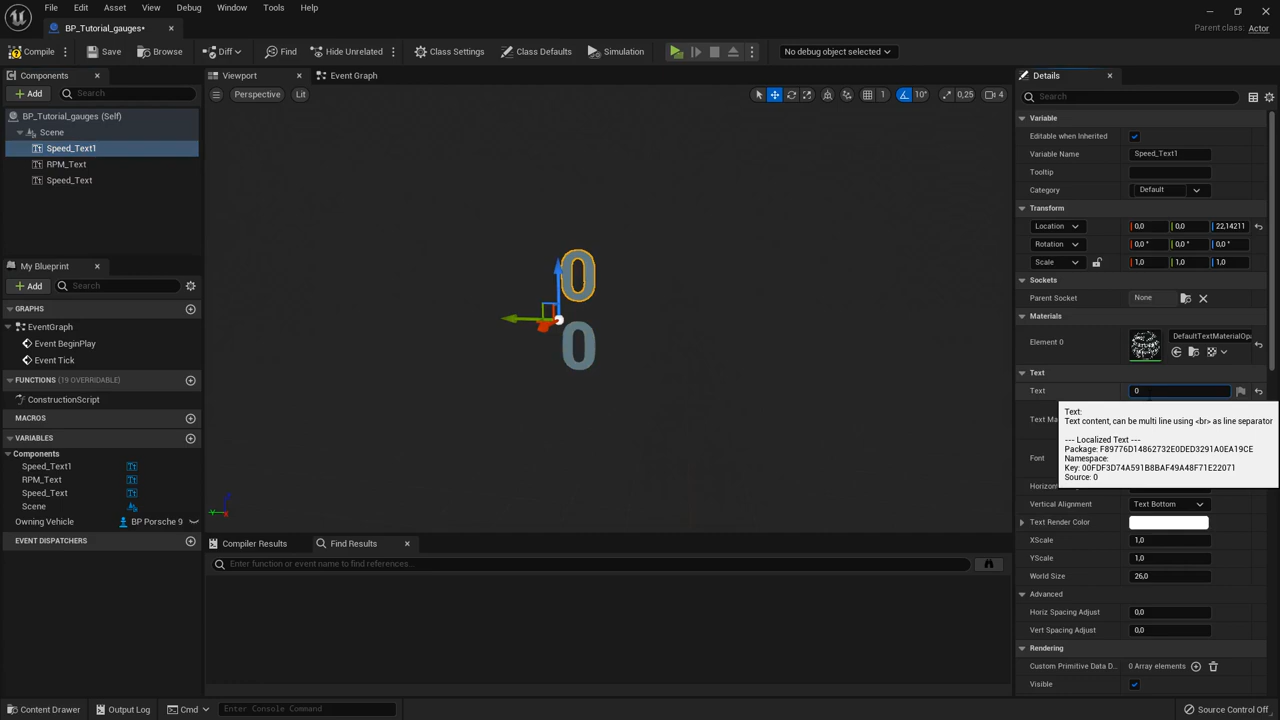 File Edit Asset View Debug Window Tools Help
BP_Tutorial_gauges*
Parent class: Actor
Compile Save Browse Diff Find Hide Unrelated Class Settings Class Defaults Simulation No debug object selected
Components
Add Search
BP_Tutorial_gauges (Self)
Scene
Speed_Text1
RPM_Text
Speed_Text
My Blueprint
Add Search
GRAPHS
EventGraph
Event BeginPlay
Event Tick
FUNCTIONS (19 OVERRIDABLE)
ConstructionScript
MACROS
VARIABLES
Components
Speed_Text1
RPM_Text
Speed_Text
Scene
Owning Vehicle BP Porsche 9
EVENT DISPATCHERS
Viewport Event Graph
Perspective Lit 1 10° 0,25 4
0
0
Compiler Results Find Results
Enter function or event name to find references...
Details
Search
Variable
Editable when Inherited
Variable Name Speed_Text1
Tooltip
Category Default
Transform
Location 0,0 0,0 22,14211
Rotation 0,0 ° 0,0 ° 0,0 °
Scale 1,0 1,0 1,0
Sockets
Parent Socket None
Materials
Element 0 DefaultTextMaterialOpa
Text
Text 0
Text:
Text content, can be multi line using <br> as line separator
--- Localized Text ---
Package: F89776D14862732E0DED3291A0EA19CE
Namespace:
Key: 00FDF3D74A591B8BAF49A48F71E22071
Source: 0
Text Ma
Font
Horizont
Vertical Alignment Text Bottom
Text Render Color
XScale 1,0
YScale 1,0
World Size 26,0
Advanced
Horiz Spacing Adjust 0,0
Vert Spacing Adjust 0,0
Rendering
Custom Primitive Data D... 0 Array elements
Visible
Content Drawer Output Log Cmd Enter Console Command Source Control Off